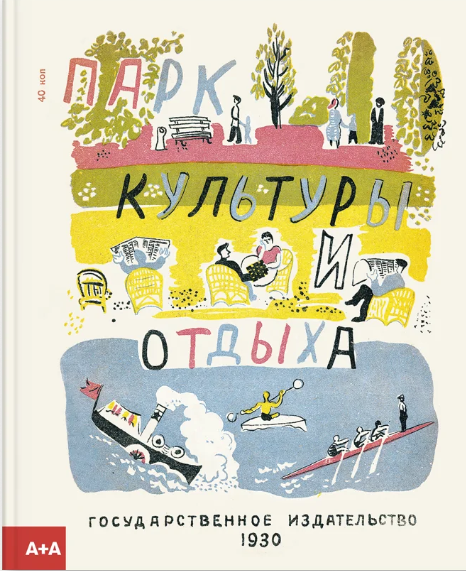 40 коп
ПАРК
КУЛЬТУРЫ
И
ОТДЫХА
ГОСУДАРСТВЕННОЕ ИЗДАТЕЛЬСТВО
1930
А+А